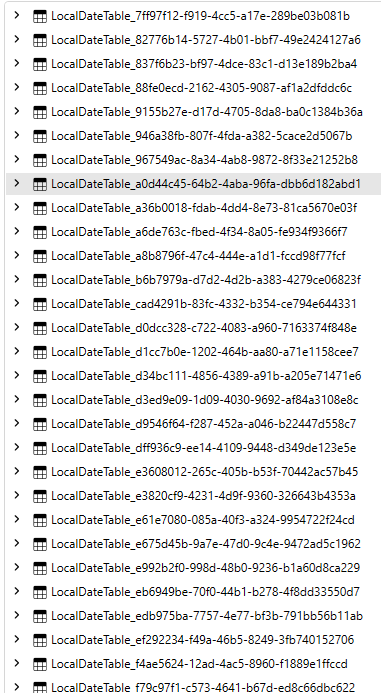 LocalDateTable_7ff97f12-f919-4cc5-a17e-289be03b081b
LocalDateTable_82776b14-5727-4b01-bbf7-49e2424127a6
LocalDateTable_837f6b23-bf97-4dce-83c1-d13e189b2ba4
LocalDateTable_88fe0ecd-2162-4305-9087-af1a2dfddc6c
LocalDateTable_9155b27e-d17d-4705-8da8-ba0c1384b36a
LocalDateTable_946a38fb-807f-4fda-a382-5cace2d5067b
LocalDateTable_967549ac-8a34-4ab8-9872-8f33e21252b8
LocalDateTable_a0d44c45-64b2-4aba-96fa-dbb6d182abd1
LocalDateTable_a36b0018-fdab-4dd4-8e73-81ca5670e03f
LocalDateTable_a6de763c-fbed-4f34-8a05-fe934f9366f7
LocalDateTable_a8b8796f-47c4-444e-a1d1-fccd98f77fcf
LocalDateTable_b6b7979a-d7d2-4d2b-a383-4279ce06823f
LocalDateTable_cad4291b-83fc-4332-b354-ce794e644331
LocalDateTable_d0dcc328-c722-4083-a960-7163374f848e
LocalDateTable_d1cc7b0e-1202-464b-aa80-a71e1158cee7
LocalDateTable_d34bc111-4856-4389-a91b-a205e71471e6
LocalDateTable_d3ed9e09-1d09-4030-9692-af84a3108e8c
LocalDateTable_d9546f64-f287-452a-a046-b22447d558c7
LocalDateTable_dff936c9-ee14-4109-9448-d349de123e5e
LocalDateTable_e3608012-265c-405b-b53f-70442ac57b45
LocalDateTable_e3820cf9-4231-4d9f-9360-326643b4353a
LocalDateTable_e61e7080-085a-40f3-a324-9954722f24cd
LocalDateTable_e675d45b-9a7e-47d0-9c4e-9472ad5c1962
LocalDateTable_e992b2f0-998d-48b0-9236-b1a60d8ca229
LocalDateTable_eb6949be-70f0-44b1-b278-4f8dd33550d7
LocalDateTable_edb975ba-7757-4e77-bf3b-791bb56b11ab
LocalDateTable_ef292234-f49a-46b5-8249-3fb740152706
LocalDateTable_f4ae5624-12ad-4ac5-8960-f1889e1ffccd
LocalDateTable_f79c97f1-c573-4641-b67d-ed8c66dbc622